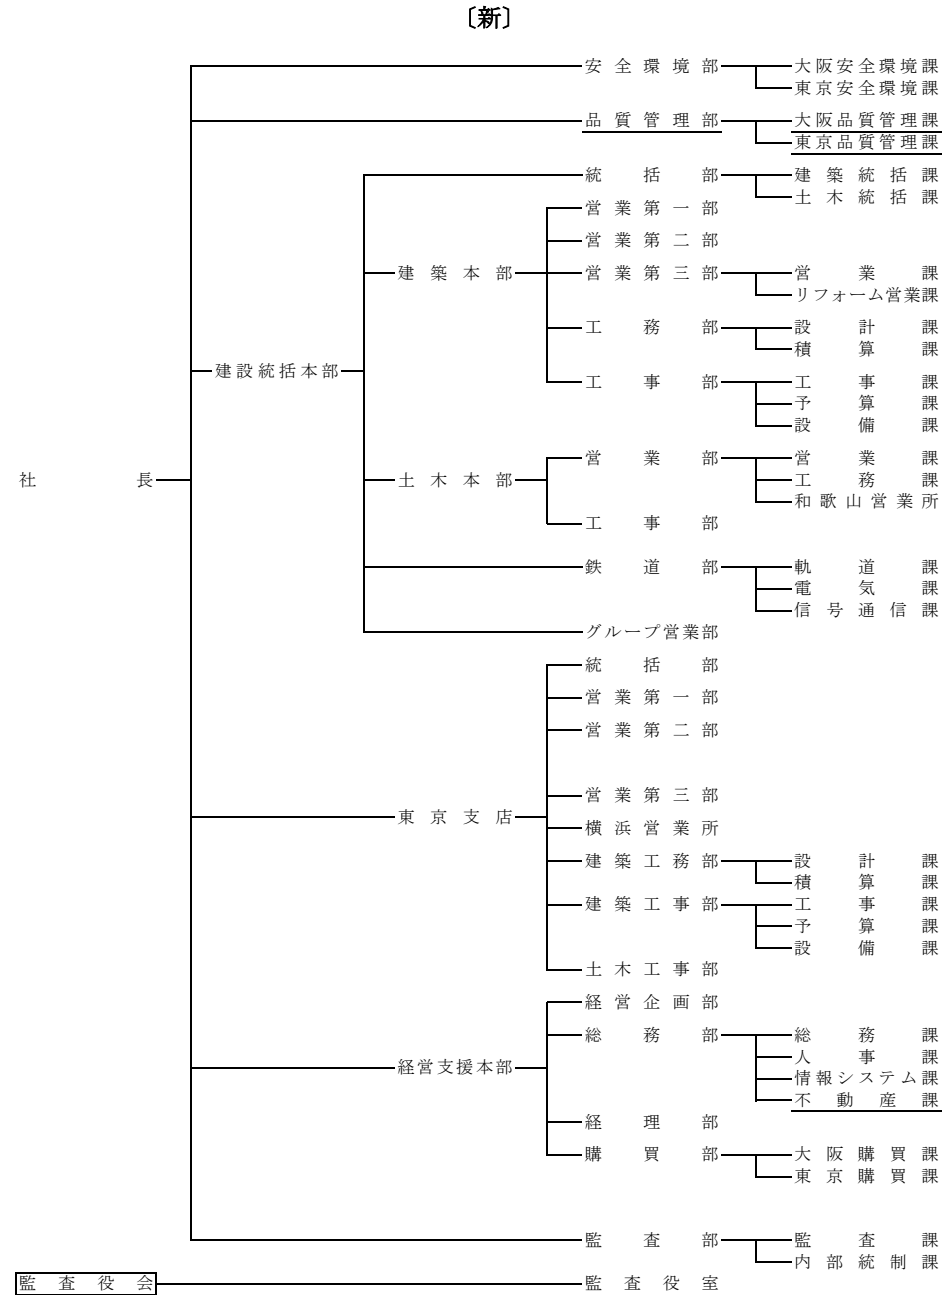 〔新〕
安全環境部 大阪安全環境課
東京安全環境課
品質管理部 大阪品質管理課
東京品質管理課
統括部 建築統括課
土木統括課
営業第一部
営業第二部
建築本部 営業第三部 営業課
リフォーム営業課
工務部 設計課
積算課
建設統括本部
工事部 工事課
予算課
設備課
営業部 営業課
社長 土木本部 工務課
和歌山営業所
工事部
鉄道部 軌道課
電気課
信号通信課
グループ営業部
統括部
営業第一部
営業第二部
営業第三部
東京支店
横浜営業所
建築工務部 設計課
積算課
建築工事部 工事課
予算課
設備課
土木工事部
経営企画部
総務部 総務課
人事課
経営支援本部
情報システム課
不動産課
経理部
購買部 大阪購買課
東京購買課
監査部 監査課
内部統制課
監査役会 監査役室